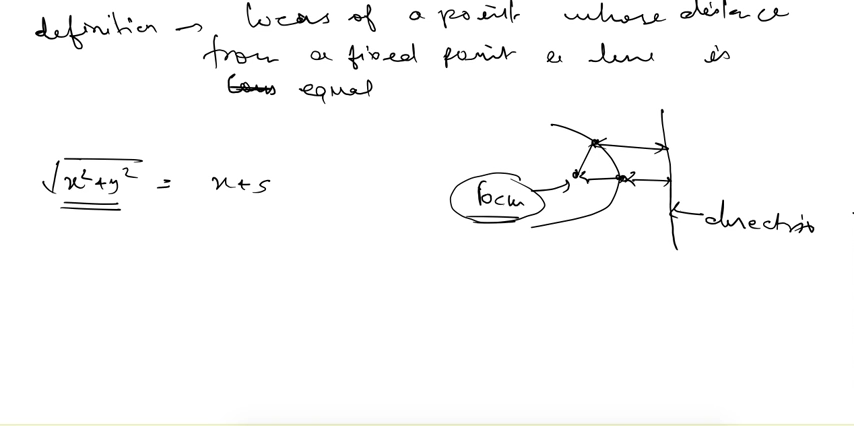 definition → locus of a point whose distance
from a fixed point & line is
equal
√x²+y² = x+5
focus
directrix